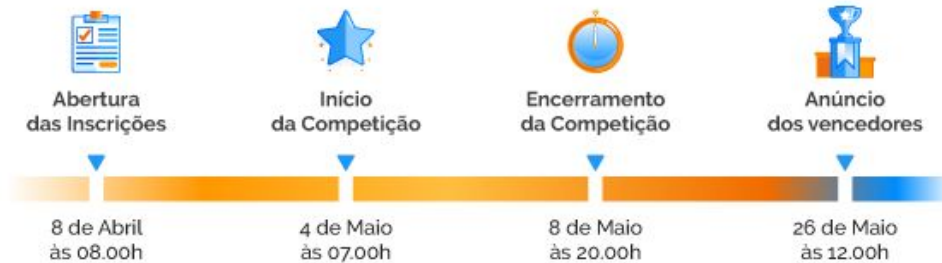 Abertura
das Inscrições
Início
da Competição
Encerramento
da Competição
Anúncio
dos vencedores
8 de Abril
às 08.00h
4 de Maio
às 07.00h
8 de Maio
às 20.00h
26 de Maio
às 12.00h